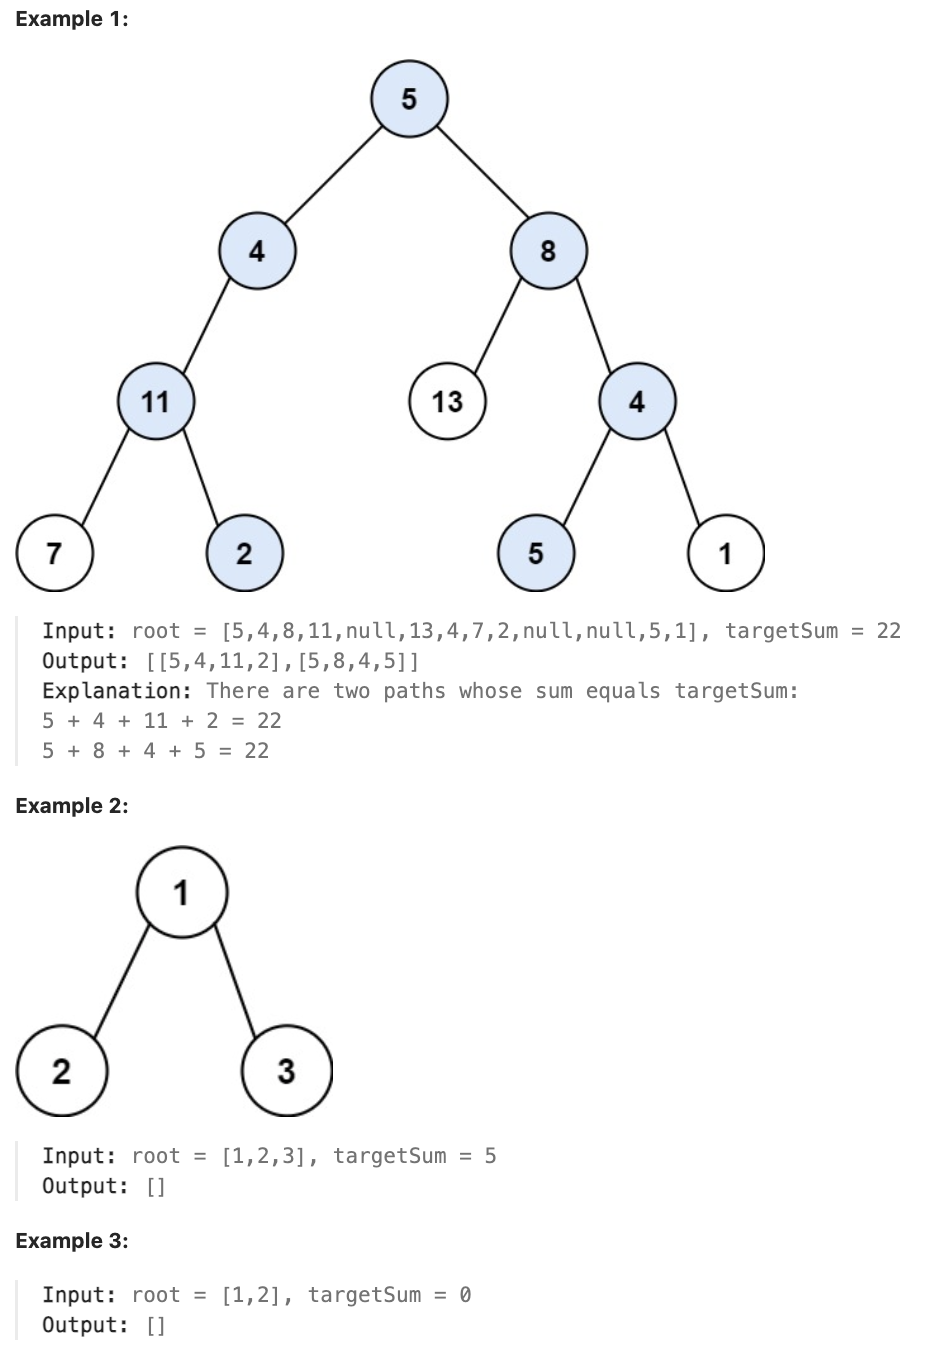 Example 1:
5
4 8
11 13 4
7 2 5 1
Input: root = [5,4,8,11,null,13,4,7,2,null,null,5,1], targetSum = 22
Output: [[5,4,11,2],[5,8,4,5]]
Explanation: There are two paths whose sum equals targetSum:
5 + 4 + 11 + 2 = 22
5 + 8 + 4 + 5 = 22
Example 2:
1
2 3
Input: root = [1,2,3], targetSum = 5
Output: []
Example 3:
Input: root = [1,2], targetSum = 0
Output: []